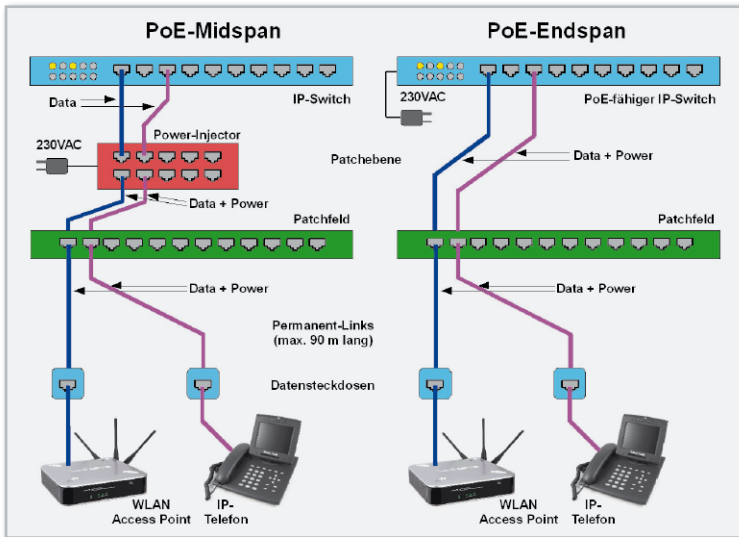 PoE-Midspan
PoE-Endspan
Data
IP-Switch
230VAC
PoE-fähiger IP-Switch
230VAC
Power-Injector
Patchebene
Data + Power
Data + Power
Patchfeld
Patchfeld
Data + Power
Data + Power
Permanent-Links
(max. 90 m lang)
Datensteckdosen
WLAN
Access Point
IP-
Telefon
WLAN
Access Point
IP-
Telefon